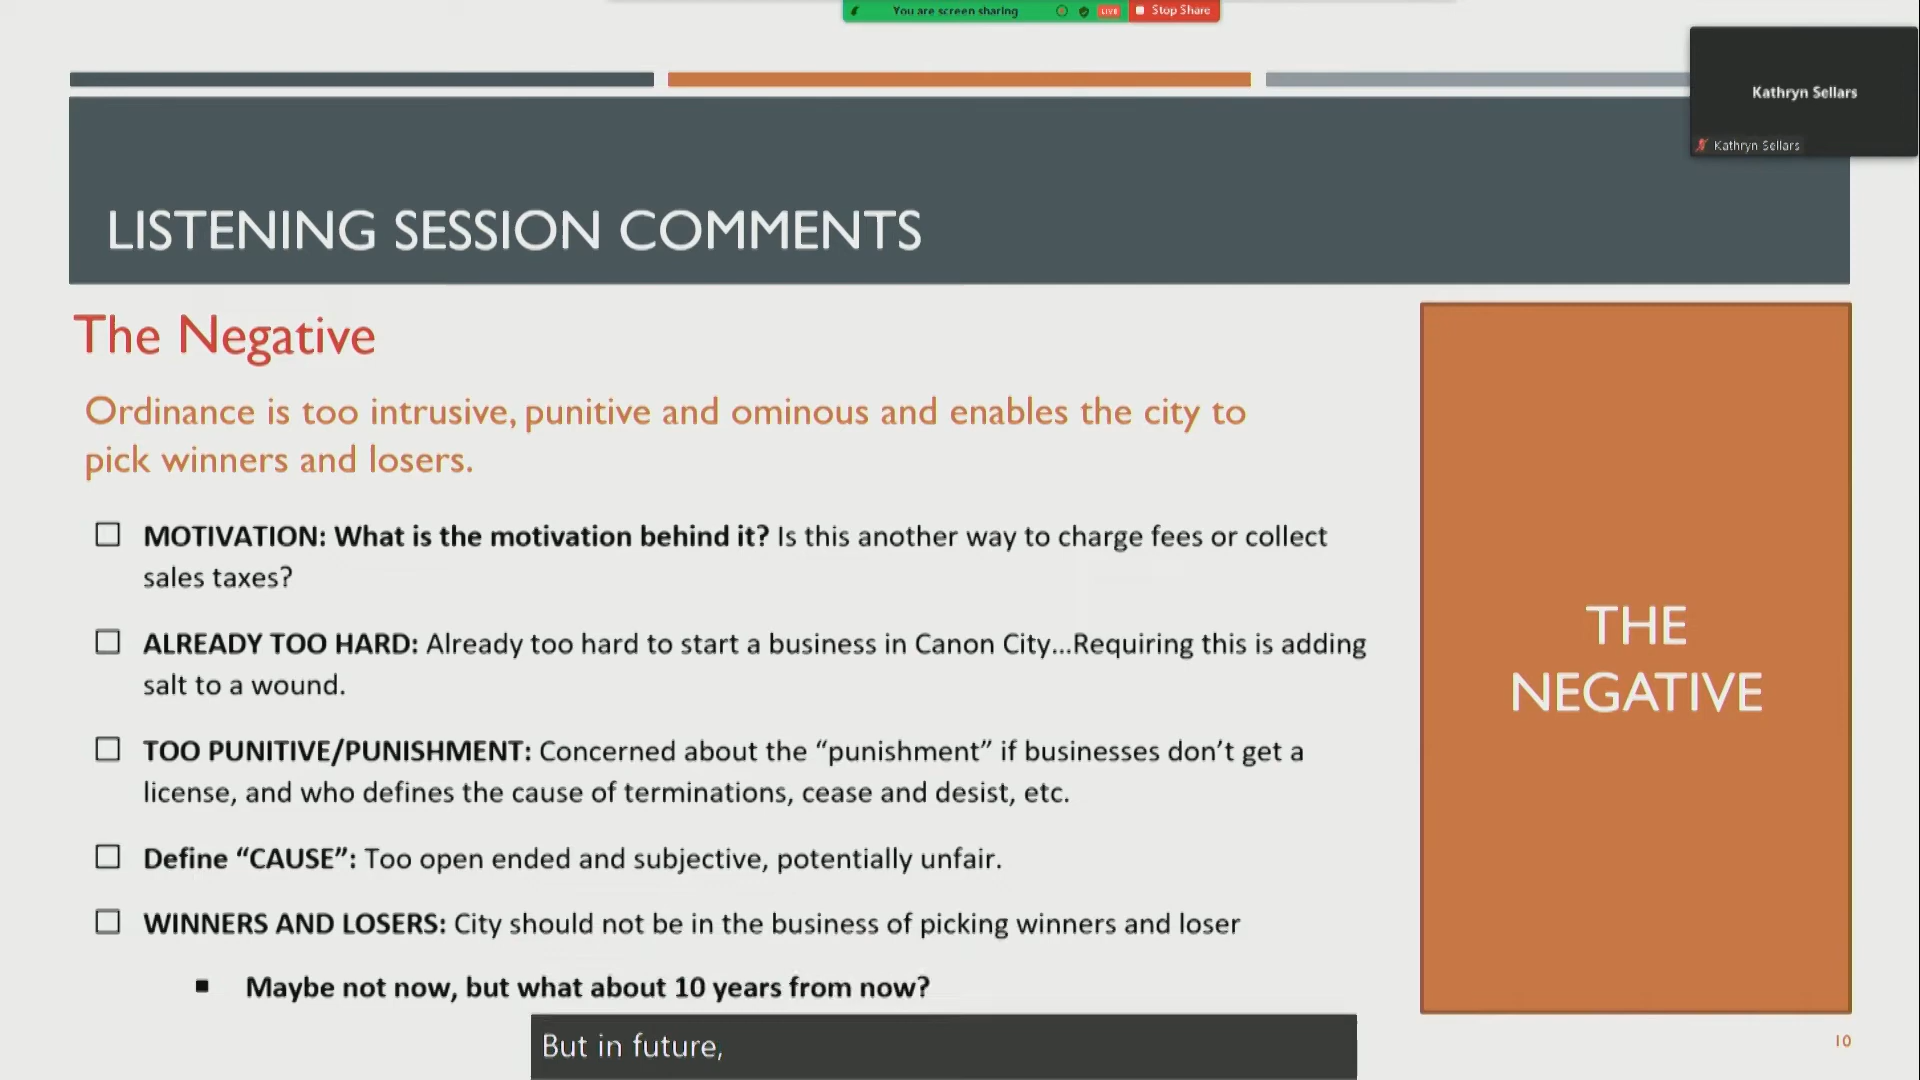 You are screen sharing
LIVE
Stop Share
Kathryn Sellars
Kathryn Sellars
LISTENING SESSION COMMENTS
The Negative
Ordinance is too intrusive, punitive and ominous and enables the city to
pick winners and losers.
MOTIVATION: What is the motivation behind it? Is this another way to charge fees or collect
sales taxes?
ALREADY TOO HARD: Already too hard to start a business in Canon City...Requiring this is adding
salt to a wound.
TOO PUNITIVE/PUNISHMENT: Concerned about the “punishment” if businesses don’t get a
license, and who defines the cause of terminations, cease and desist, etc.
Define “CAUSE”: Too open ended and subjective, potentially unfair.
WINNERS AND LOSERS: City should not be in the business of picking winners and loser
Maybe not now, but what about 10 years from now?
THE
NEGATIVE
But in future,
10